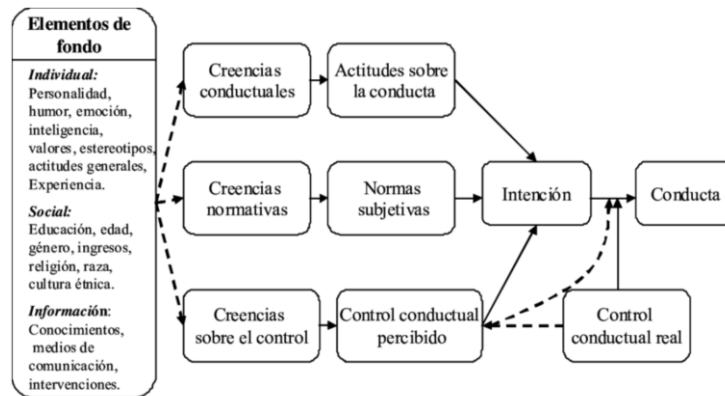 Elementos de
fondo
Individual:
Personalidad,
humor, emoción,
inteligencia,
valores, estereotipos,
actitudes generales,
Experiencia.
Social:
Educación, edad,
género, ingresos,
religión, raza,
cultura étnica.
Información:
Conocimientos,
medios de
comunicación,
intervenciones.
Creencias
conductuales
Actitudes sobre
la conducta
Creencias
normativas
Normas
subjetivas
Intención
Conducta
Creencias
sobre el control
Control conductual
percibido
Control
conductual real